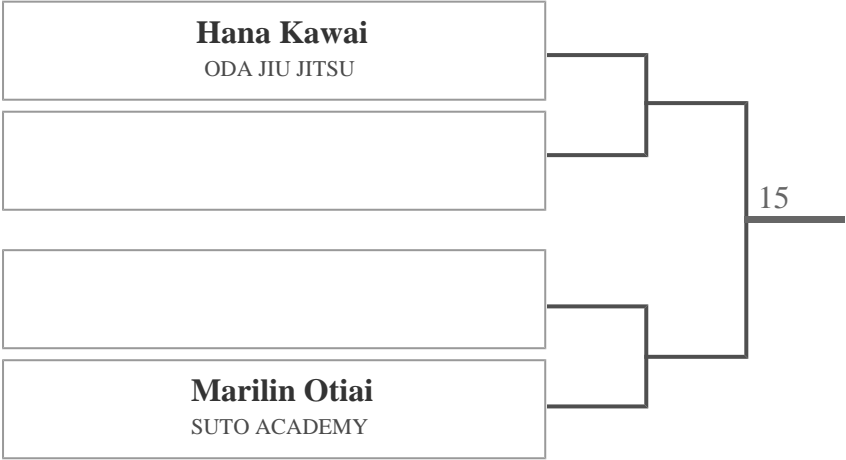 Hana Kawai
ODA JIU JITSU
15
Marilin Otiai
SUTO ACADEMY